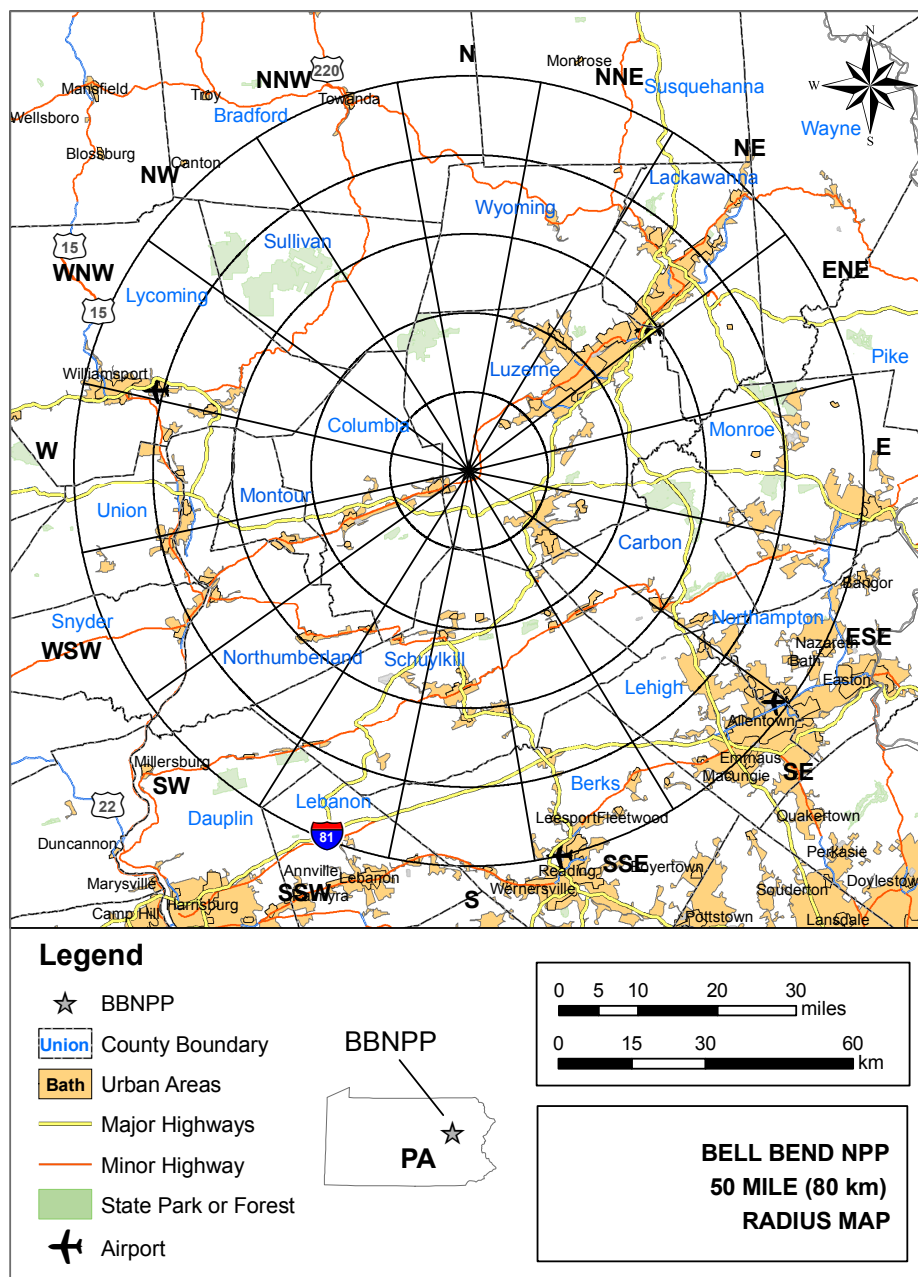 N
NNW
220
Montrose
NNE
Susquehanna
N
W
E
S
Mansfield
Troy
Towanda
Bradford
Wellsboro
Wayne
Blossburg
NW
Canton
NE
Lackawanna
Wyoming
Sullivan
15
WNW
ENE
Lycoming
15
Pike
Williamsport
Luzerne
Columbia
Monroe
W
E
Montour
Union
Carbon
Bangor
Snyder
Northampton
WSW
ESE
Nazareth
Northumberland
Schuylkill
Bath
Easton
Lehigh
Allentown
Emmaus
Millersburg
SW
Macungie
SE
Berks
Lebanon
22
Dauplin
Leesport
Fleetwood
Quakertown
81
Duncannon
Perkasie
Annville
Reading
SSE
Boyertown
Marysville
Lebanon
Souderton
Doylestow
Camp Hill
Harrisburg
SSW
S
Wernersville
Pottstown
Lansdale
Legend
BBNPP
Union County Boundary
Bath Urban Areas
Major Highways
Minor Highway
State Park or Forest
Airport
BBNPP
PA
0 5 10 20 30
miles
0 15 30 60
km
BELL BEND NPP
50 MILE (80 km)
RADIUS MAP